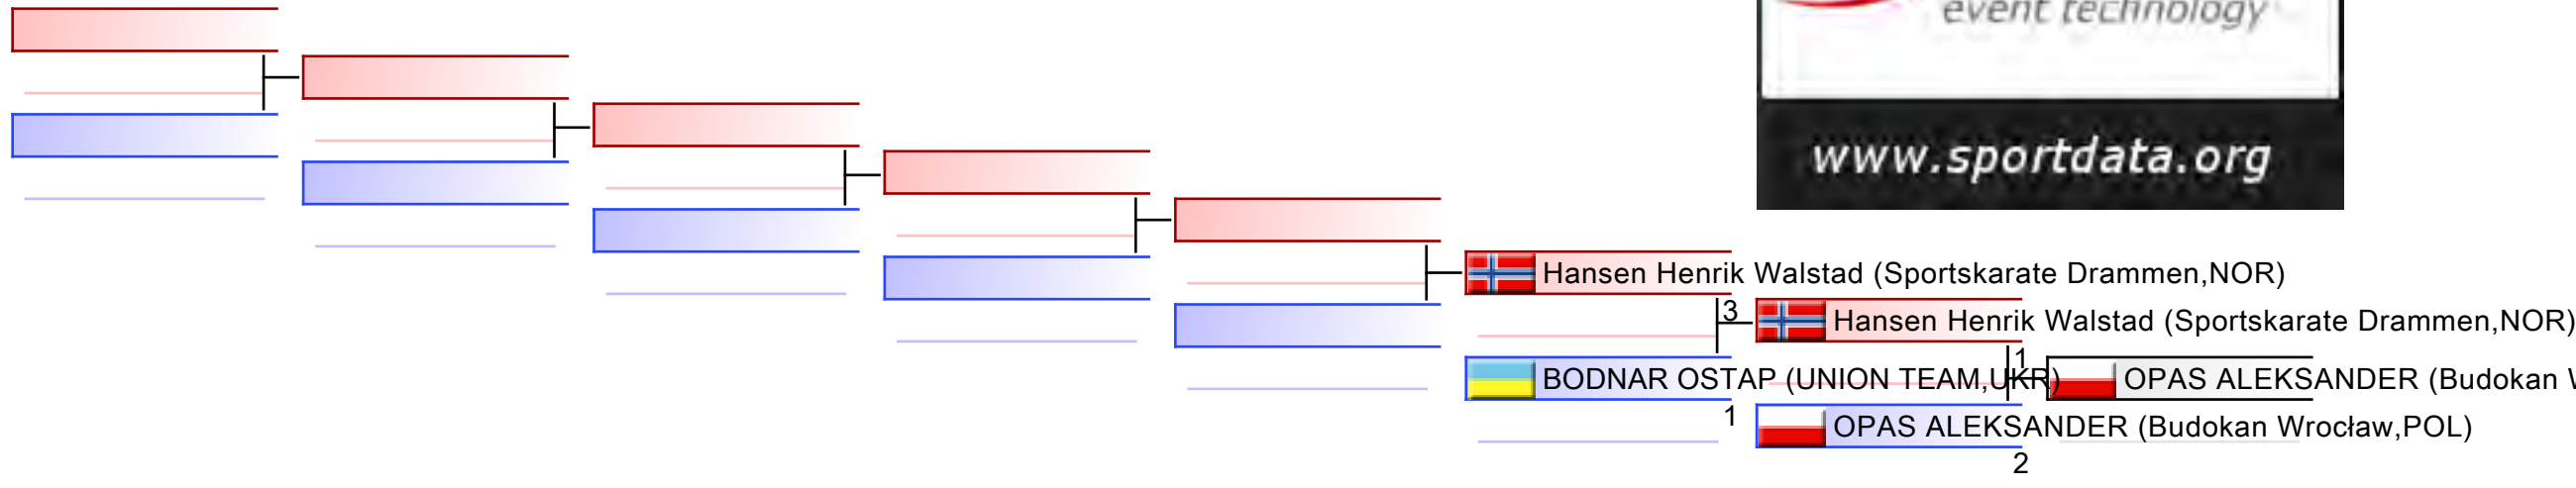 event technology
www.sportdata.org
Hansen Henrik Walstad (Sportskarate Drammen,NOR)
3
Hansen Henrik Walstad (Sportskarate Drammen,NOR)
1
BODNAR OSTAP (UNION TEAM,UKR)
OPAS ALEKSANDER (Budokan
1
OPAS ALEKSANDER (Budokan Wrocław,POL)
2